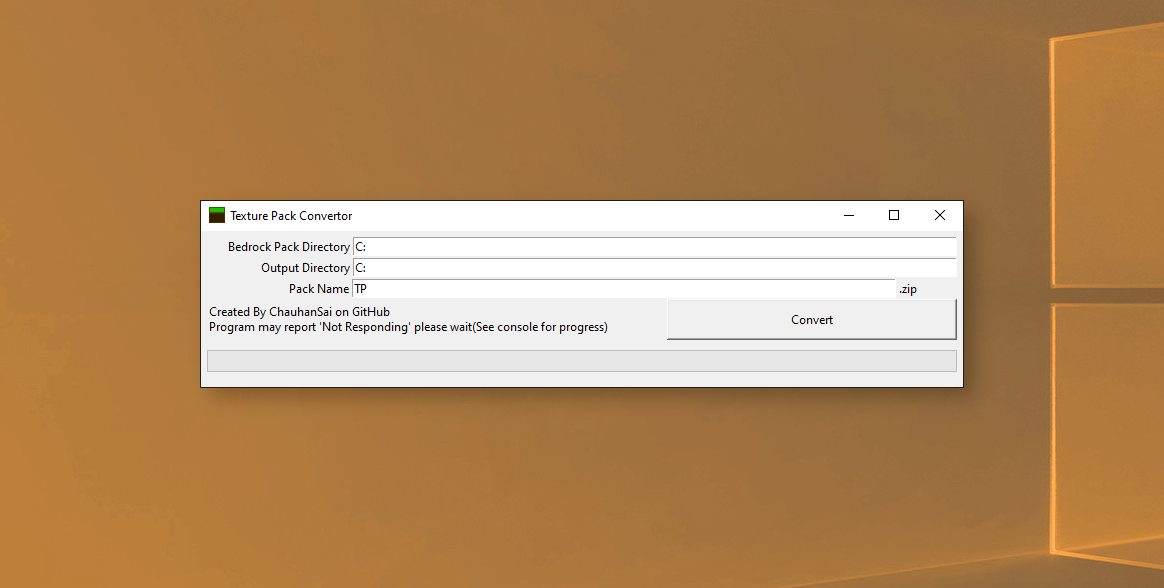 Texture Pack Convertor
Bedrock Pack Directory C:
Output Directory C:
Pack Name TP .zip
Created By ChauhanSai on GitHub
Program may report 'Not Responding' please wait(See console for progress)
Convert